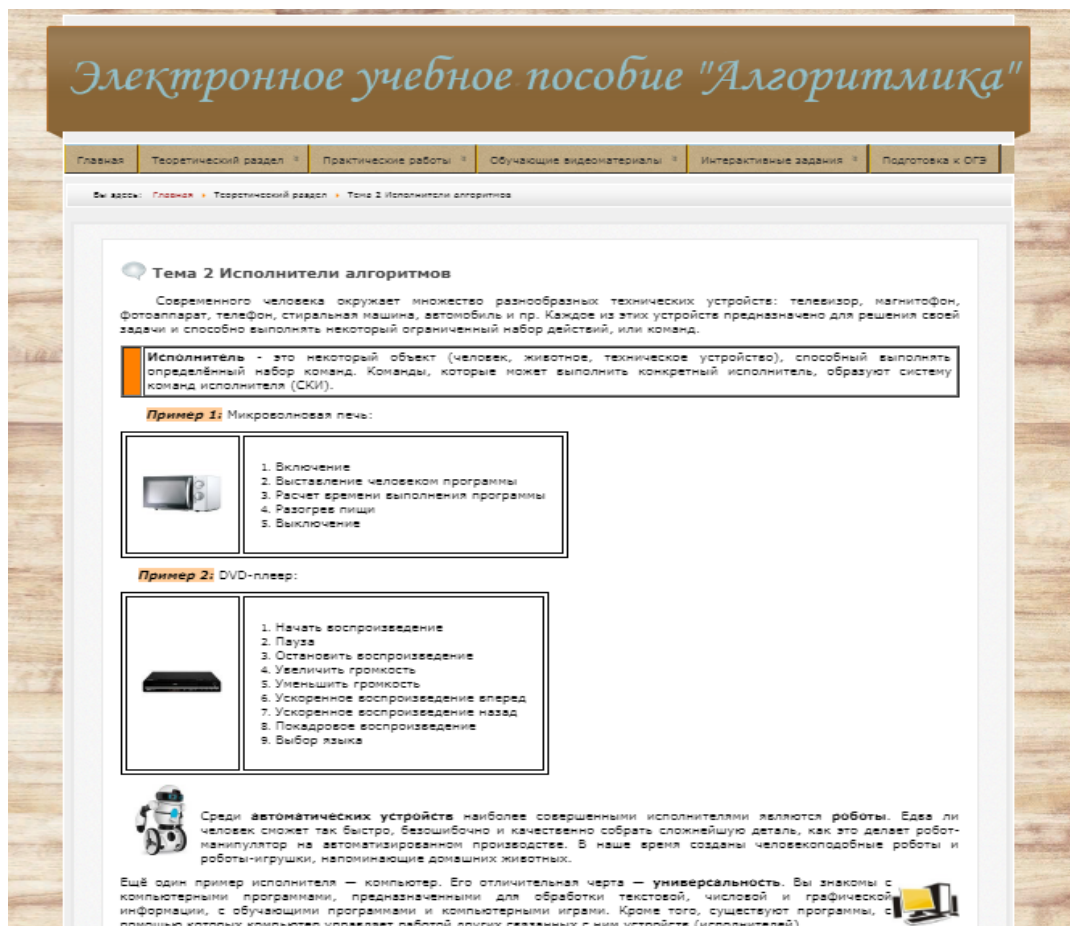 Электронное учебное пособие "Алгоритмика"
Главная
Теоретический раздел
Практические работы
Обучающие видеоматериалы
Интерактивные задания
Подготовка к ОГЭ
Вы здесь: Главная Теоретический раздел Тема 2 Исполнители алгоритмов
Тема 2 Исполнители алгоритмов
Современного человека окружает множество разнообразных технических устройств: телевизор, магнитофон,
фотоаппарат, телефон, стиральная машина, автомобиль и пр. Каждое из этих устройств предназначено для решения своей
задачи и способно выполнять некоторый ограниченный набор действий, или команд.
Исполнитель - это некоторый объект (человек, животное, техническое устройство), способный выполнять
определённый набор команд. Команды, которые может выполнить конкретный исполнитель, образуют систему
команд исполнителя (СКИ).
Пример 1: Микроволновая печь:
1. Включение
2. Выставление человеком программы
3. Расчет времени выполнения программы
4. Разогрев пищи
5. Выключение
Пример 2: DVD-плеер:
1. Начать воспроизведение
2. Пауза
3. Остановить воспроизведение
4. Увеличить громкость
5. Уменьшить громкость
6. Ускоренное воспроизведение вперед
7. Ускоренное воспроизведение назад
8. Покадровое воспроизведение
9. Выбор языка
Среди автоматических устройств наиболее совершенными исполнителями являются роботы. Едва ли
человек сможет так быстро, безошибочно и качественно собрать сложнейшую деталь, как это делает робот-
манипулятор на автоматизированном производстве. В наше время созданы человекоподобные роботы и
роботы-игрушки, напоминающие домашних животных.
Ещё один пример исполнителя — компьютер. Его отличительная черта — универсальность. Вы знакомы с
компьютерными программами, предназначенными для обработки текстовой, числовой и графической
информации, с обучающими программами и компьютерными играми. Кроме того, существуют программы, с
помощью которых компьютер управляет работой других связанных с ним устройств (исполнителей).